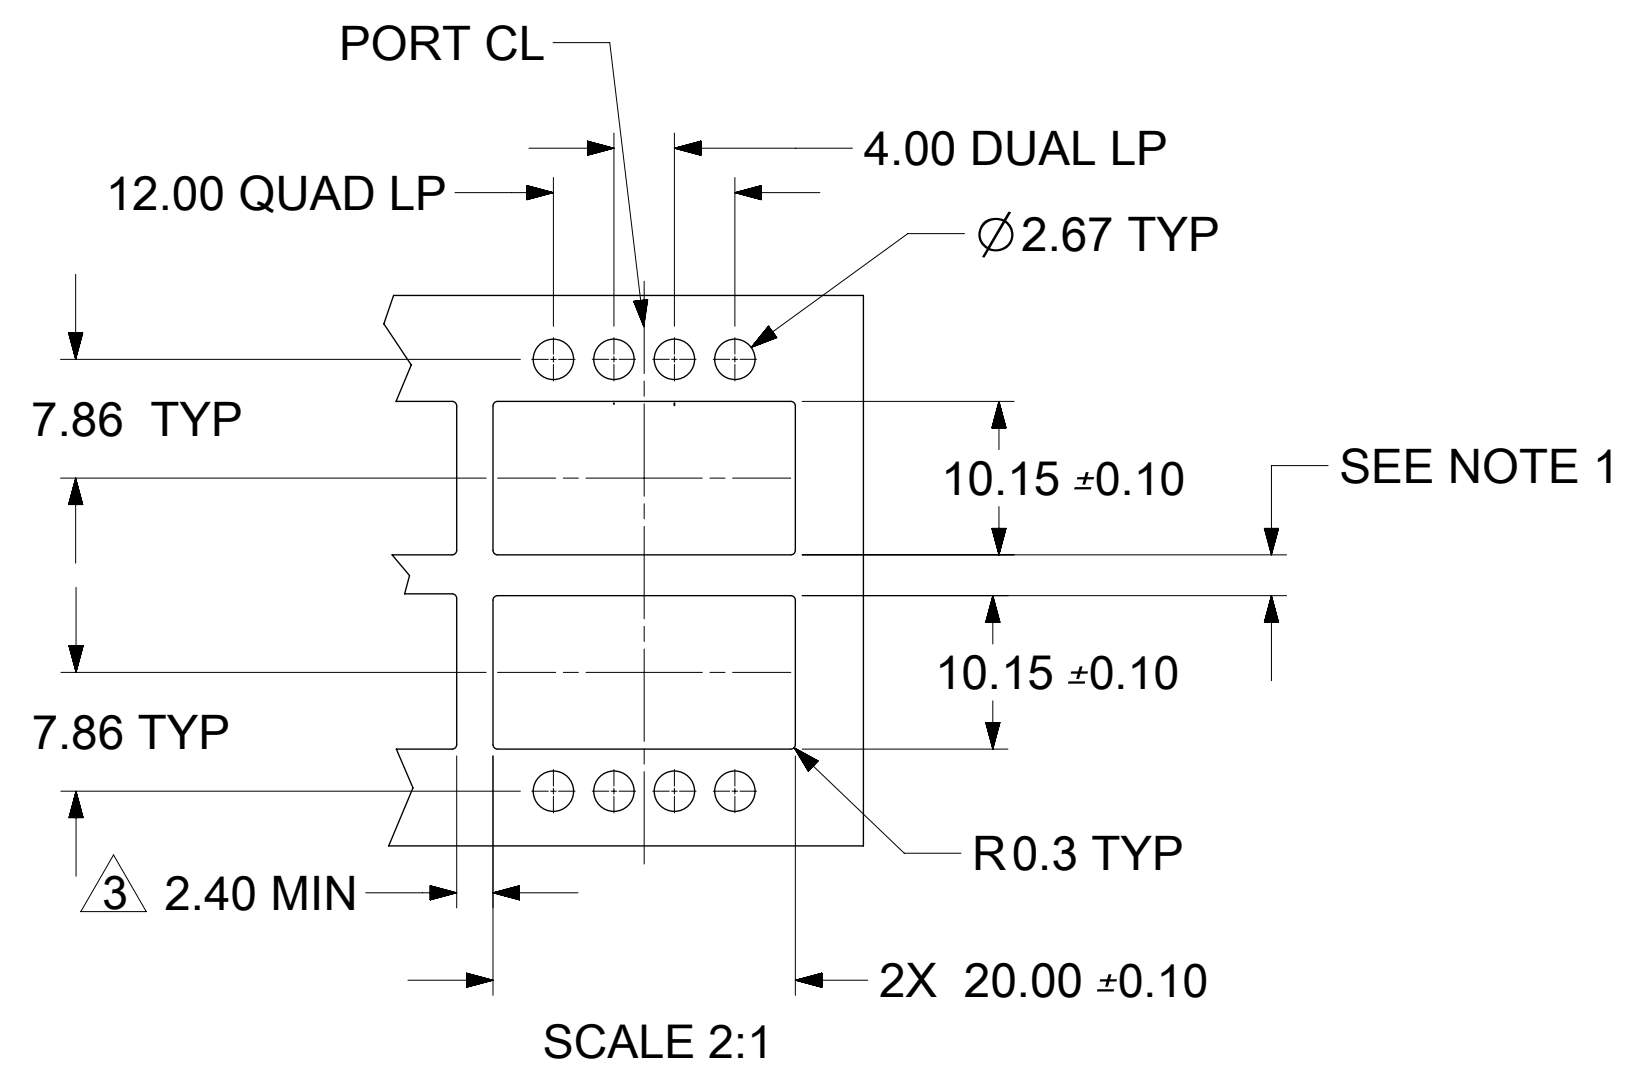 PORT CL
4.00 DUAL LP
12.00 QUAD LP
⌀2.67 TYP
7.86 TYP
10.15 ±0.10
SEE NOTE 1
10.15 ±0.10
7.86 TYP
R0.3 TYP
3 2.40 MIN
2X 20.00 ±0.10
SCALE 2:1